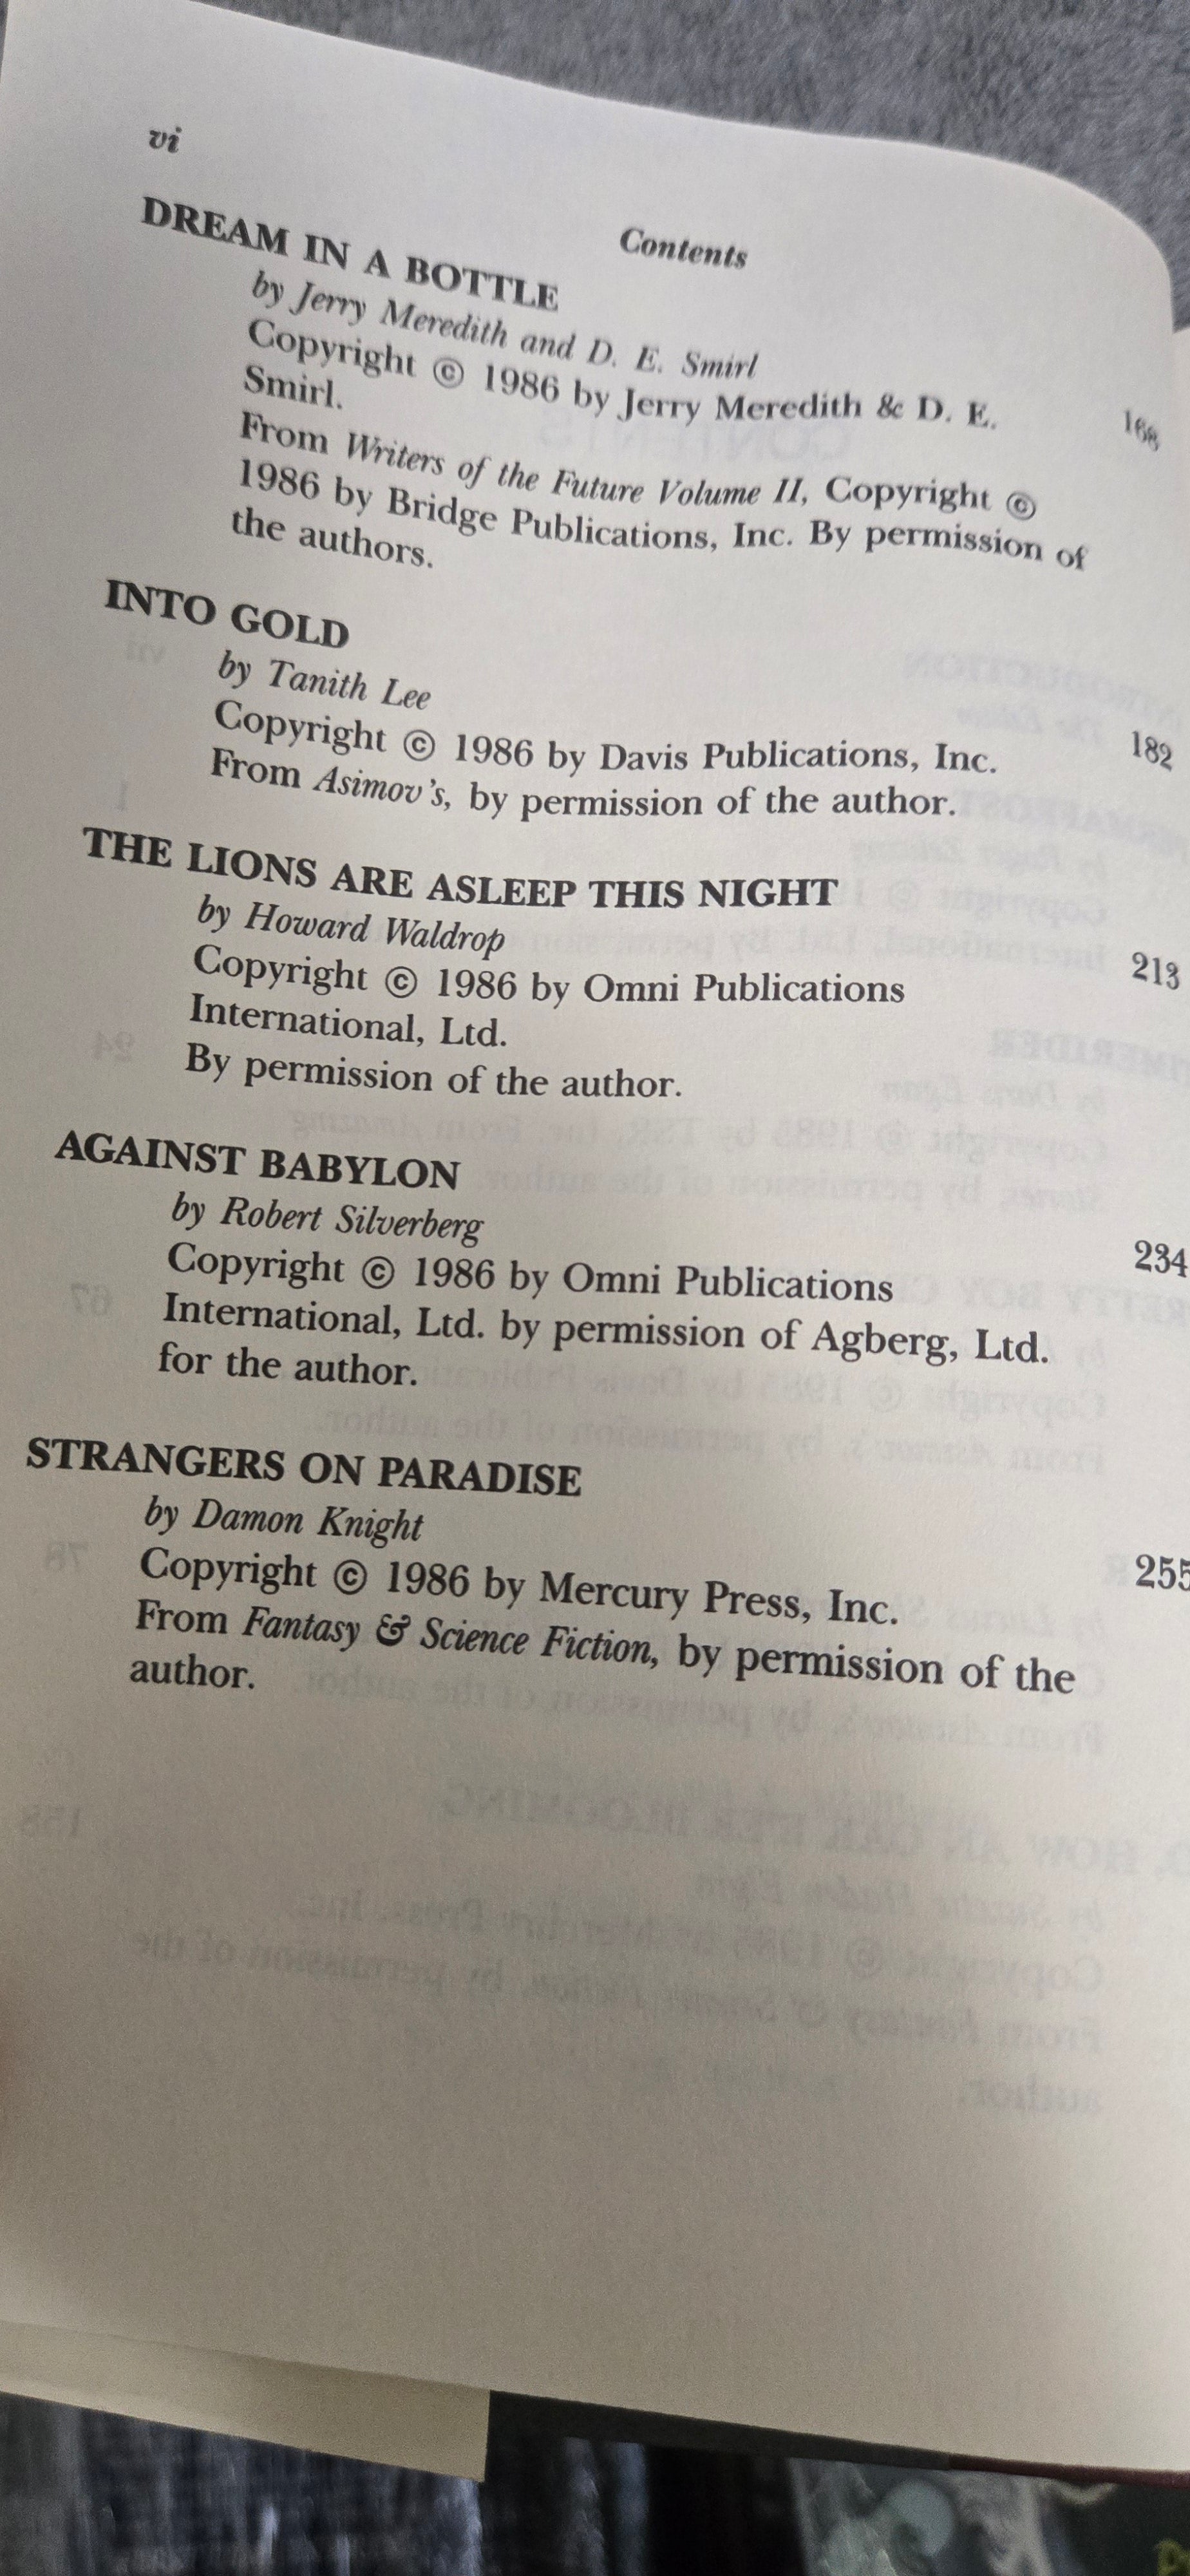 vi
Contents
DREAM IN A BOTTLE 168
by Jerry Meredith and D. E. Smirl
Copyright © 1986 by Jerry Meredith & D. E.
Smirl.
From Writers of the Future Volume II, Copyright ©
1986 by Bridge Publications, Inc. By permission of
the authors.
INTO GOLD 182
by Tanith Lee
Copyright © 1986 by Davis Publications, Inc.
From Asimov's, by permission of the author.
THE LIONS ARE ASLEEP THIS NIGHT 213
by Howard Waldrop
Copyright © 1986 by Omni Publications
International, Ltd.
By permission of the author.
AGAINST BABYLON 234
by Robert Silverberg
Copyright © 1986 by Omni Publications
International, Ltd. by permission of Agberg, Ltd.
for the author.
STRANGERS ON PARADISE 255
by Damon Knight
Copyright © 1986 by Mercury Press, Inc.
From Fantasy & Science Fiction, by permission of the
author.